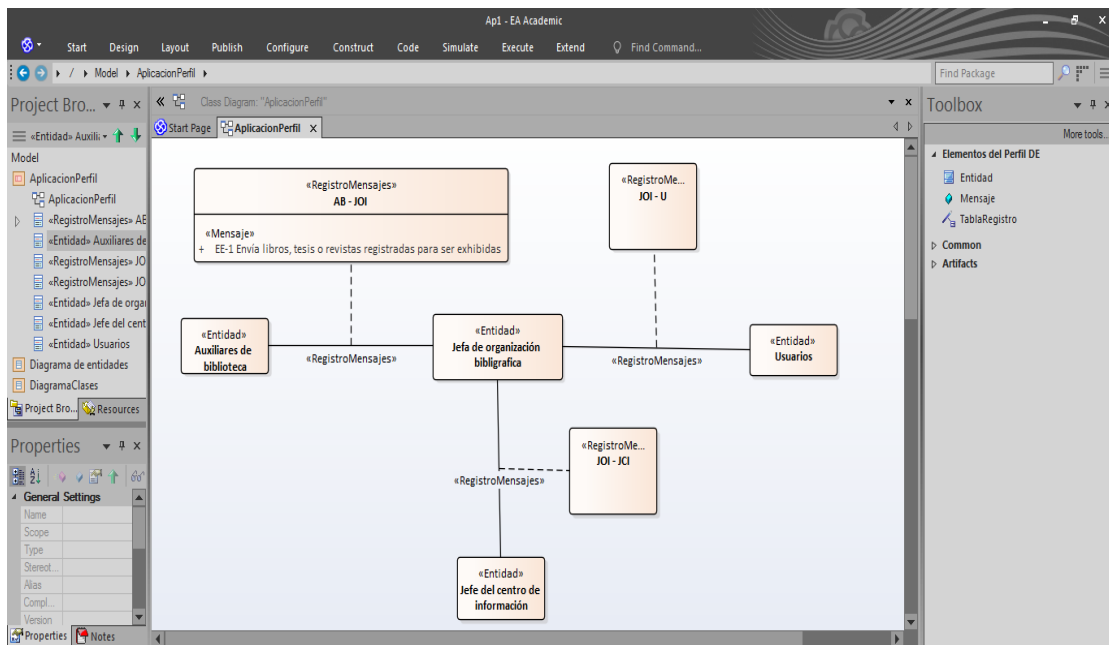 Ap1 - EA Academic
Start Design Layout Publish Configure Construct Code Simulate Execute Extend Find Command...
/ Model AplicacionPerfil
Find Package
Project Bro...
«Entidad» Auxili
Model
AplicacionPerfil
AplicacionPerfil
«RegistroMensajes» AB
«Entidad» Auxiliares de
«RegistroMensajes» JO
«RegistroMensajes» JO
«Entidad» Jefa de orga
«Entidad» Jefe del cent
«Entidad» Usuarios
Diagrama de entidades
DiagramaClases
Project Bro... Resources
Properties
General Settings
Name
Scope
Type
Stereot...
Alias
Compl...
Version
Properties Notes
Class Diagram: "AplicacionPerfil"
Start Page AplicacionPerfil x
«RegistroMensajes»
AB - JOI
«Mensaje»
+ EE-1 Envía libros, tesis o revistas registradas para ser exhibidas
«RegistroMe...
JOI - U
«Entidad»
Auxiliares de
biblioteca
«RegistroMensajes»
«Entidad»
Jefa de organización
bibligrafica
«RegistroMensajes»
«Entidad»
Usuarios
«RegistroMe...
JOI - JCI
«RegistroMensajes»
«Entidad»
Jefe del centro de
información
Toolbox
More tools...
Elementos del Perfil DE
Entidad
Mensaje
TablaRegistro
Common
Artifacts